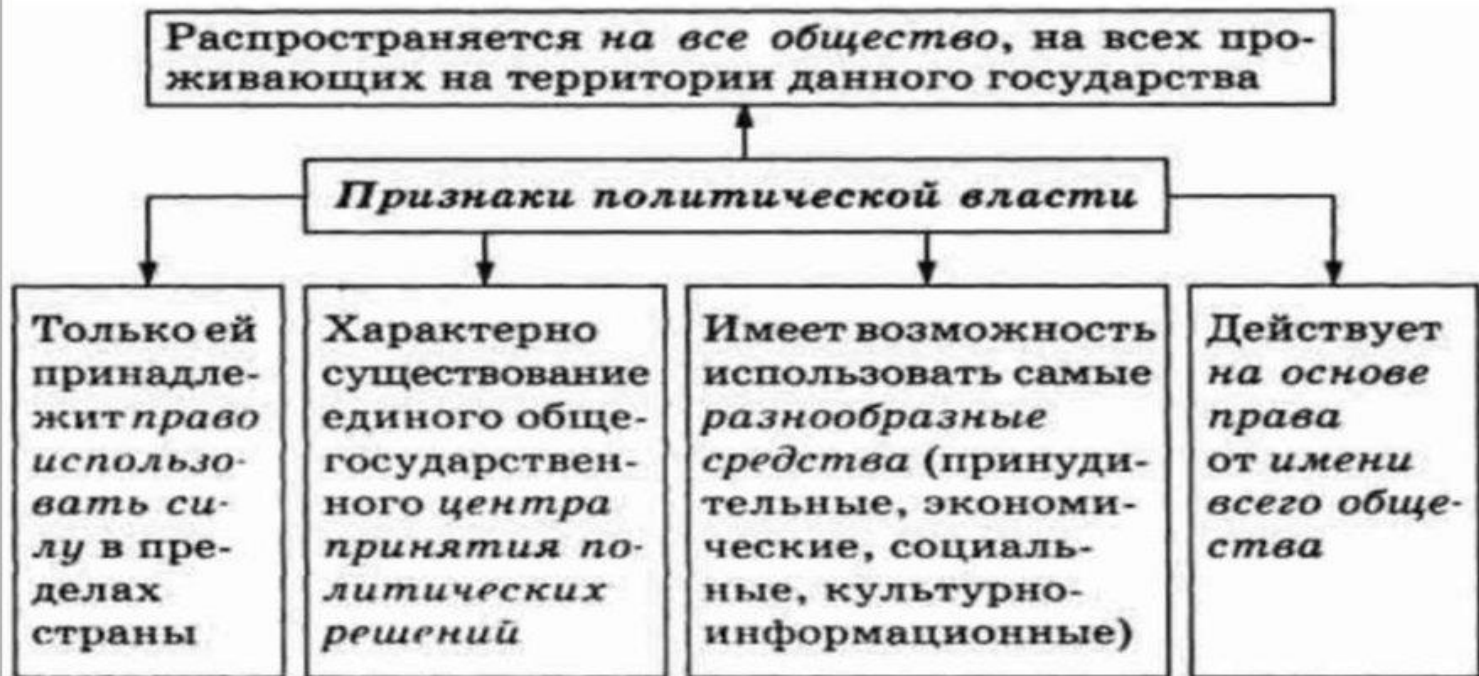 Распространяется на все общество, на всех про-
живающих на территории данного государства
Признаки политической власти
Только ей
принадле-
жит право
использо-
вать си-
лу в пре-
делах
страны
Характерно
существование
единого обще-
государствен-
ного центра
принятия по-
литических
решений
Имеет возможность
использовать самые
разнообразные
средства (принуди-
тельные, экономи-
ческие, социаль-
ные, культурно-
информационные)
Действует
на основе
права
от имени
всего обще-
ства